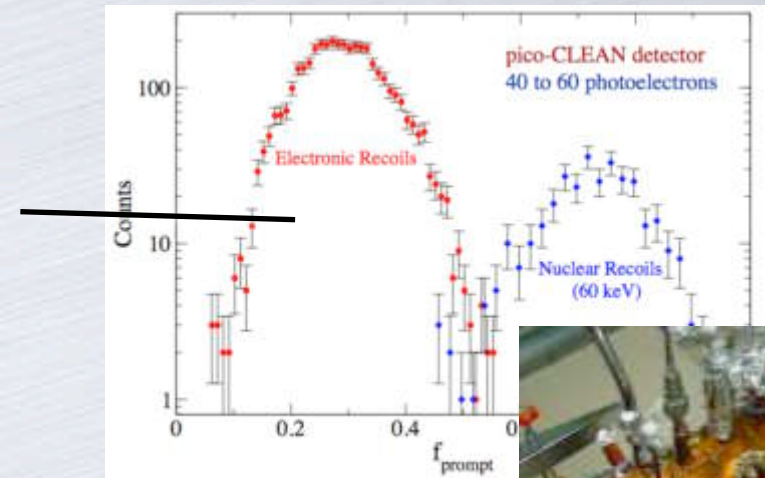 pico-CLEAN detector
40 to 60 photoelectrons
100
Electronic Recoils
Counts
10
Nuclear Recoils
(60 keV)
1
0
0.2
0.4
0
f_prompt